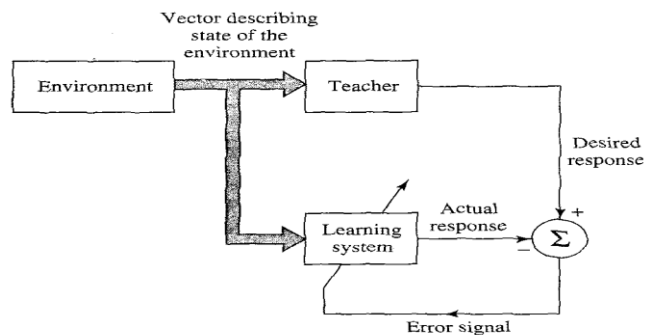 Vector describing
state of the
environment
Environment
Teacher
Desired
response
Learning
system
Actual
response
+
Σ
−
Error signal